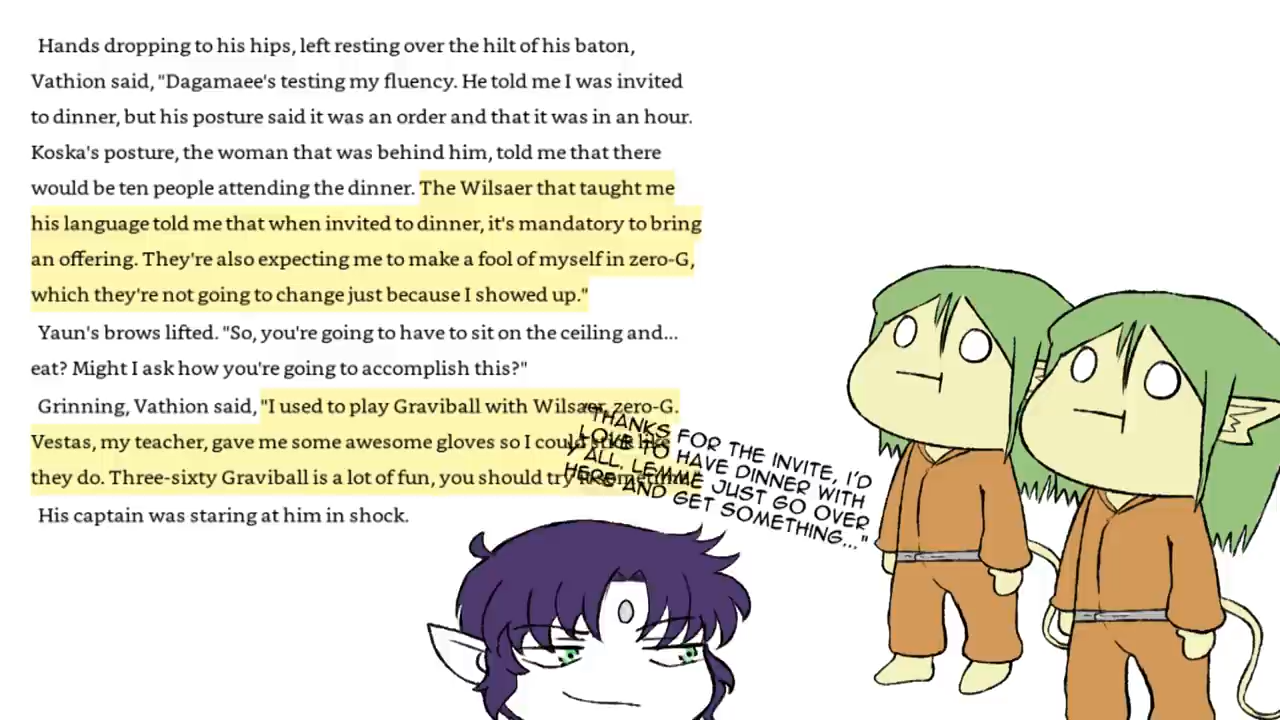 Hands dropping to his hips, left resting over the hilt of his baton,
Vathion said, "Dagamaee's testing my fluency. He told me I was invited
to dinner, but his posture said it was an order and that it was in an hour.
Koska's posture, the woman that was behind him, told me that there
would be ten people attending the dinner. The Wilsaer that taught me
his language told me that when invited to dinner, it's mandatory to bring
an offering. They're also expecting me to make a fool of myself in zero-G,
which they're not going to change just because I showed up."
Yaun's brows lifted. "So, you're going to have to sit on the ceiling and...
eat? Might I ask how you're going to accomplish this?"
Grinning, Vathion said, "I used to play Graviball with Wilsaer, zero-G.
Vestas, my teacher, gave me some awesome gloves so I could stick like
they do. Three-sixty Graviball is a lot of fun, you should try it sometime."
His captain was staring at him in shock.
"THANKS FOR THE INVITE, I'D
LOVE TO HAVE DINNER WITH
Y'ALL. LEMME JUST GO OVER
HERE AND GET SOMETHING..."